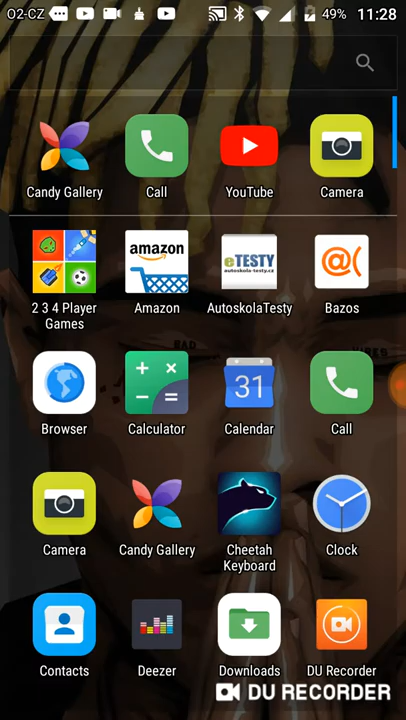 O2-CZ 49% 11:28
Candy Gallery Call YouTube Camera
amazon eTESTY @(
autoskola-testy.cz
2 3 4 Player Amazon AutoskolaTesty Bazos
Games
31
Browser Calculator Calendar Call
Camera Candy Gallery Cheetah Clock
Keyboard
Contacts Deezer Downloads DU Recorder
DU RECORDER